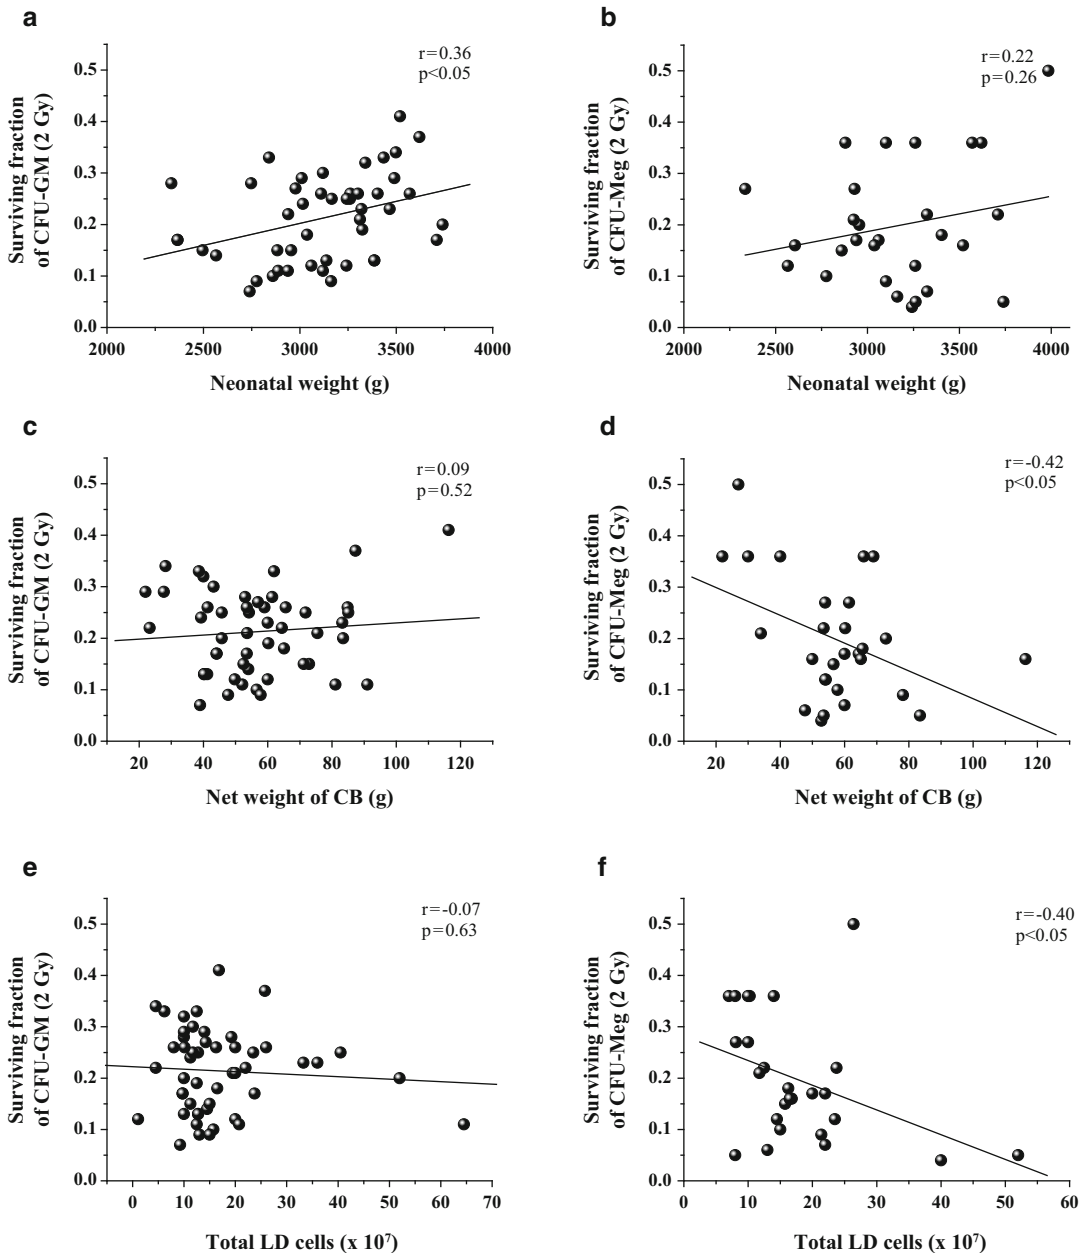 a
r=0.36
p<0.05
Surviving fraction
of CFU-GM (2 Gy)
0.5
0.4
0.3
0.2
0.1
0.0
2000 2500 3000 3500 4000
Neonatal weight (g)
b
r=0.22
p=0.26
Surviving fraction
of CFU-Meg (2 Gy)
0.5
0.4
0.3
0.2
0.1
0.0
2000 2500 3000 3500 4000
Neonatal weight (g)
c
r=0.09
p=0.52
Surviving fraction
of CFU-GM (2 Gy)
0.5
0.4
0.3
0.2
0.1
0.0
20 40 60 80 100 120
Net weight of CB (g)
d
r=-0.42
p<0.05
Surviving fraction
of CFU-Meg (2 Gy)
0.5
0.4
0.3
0.2
0.1
0.0
20 40 60 80 100 120
Net weight of CB (g)
e
r=-0.07
p=0.63
Surviving fraction
of CFU-GM (2 Gy)
0.5
0.4
0.3
0.2
0.1
0.0
0 10 20 30 40 50 60 70
Total LD cells (x 10⁷)
f
r=-0.40
p<0.05
Surviving fraction
of CFU-Meg (2 Gy)
0.5
0.4
0.3
0.2
0.1
0.0
0 10 20 30 40 50 60
Total LD cells (x 10⁷)